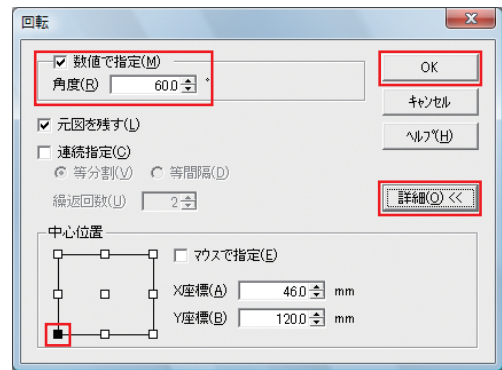 回転
数値で指定(M)
角度(R) 60.0 °
OK
キャンセル
ヘルプ(H)
元図を残す(L)
連続指定(C)
等分割(V) 等間隔(D)
繰返回数(U) 2
詳細(O) <<
中心位置
マウスで指定(E)
X座標(A) 46.0 mm
Y座標(B) 120.0 mm